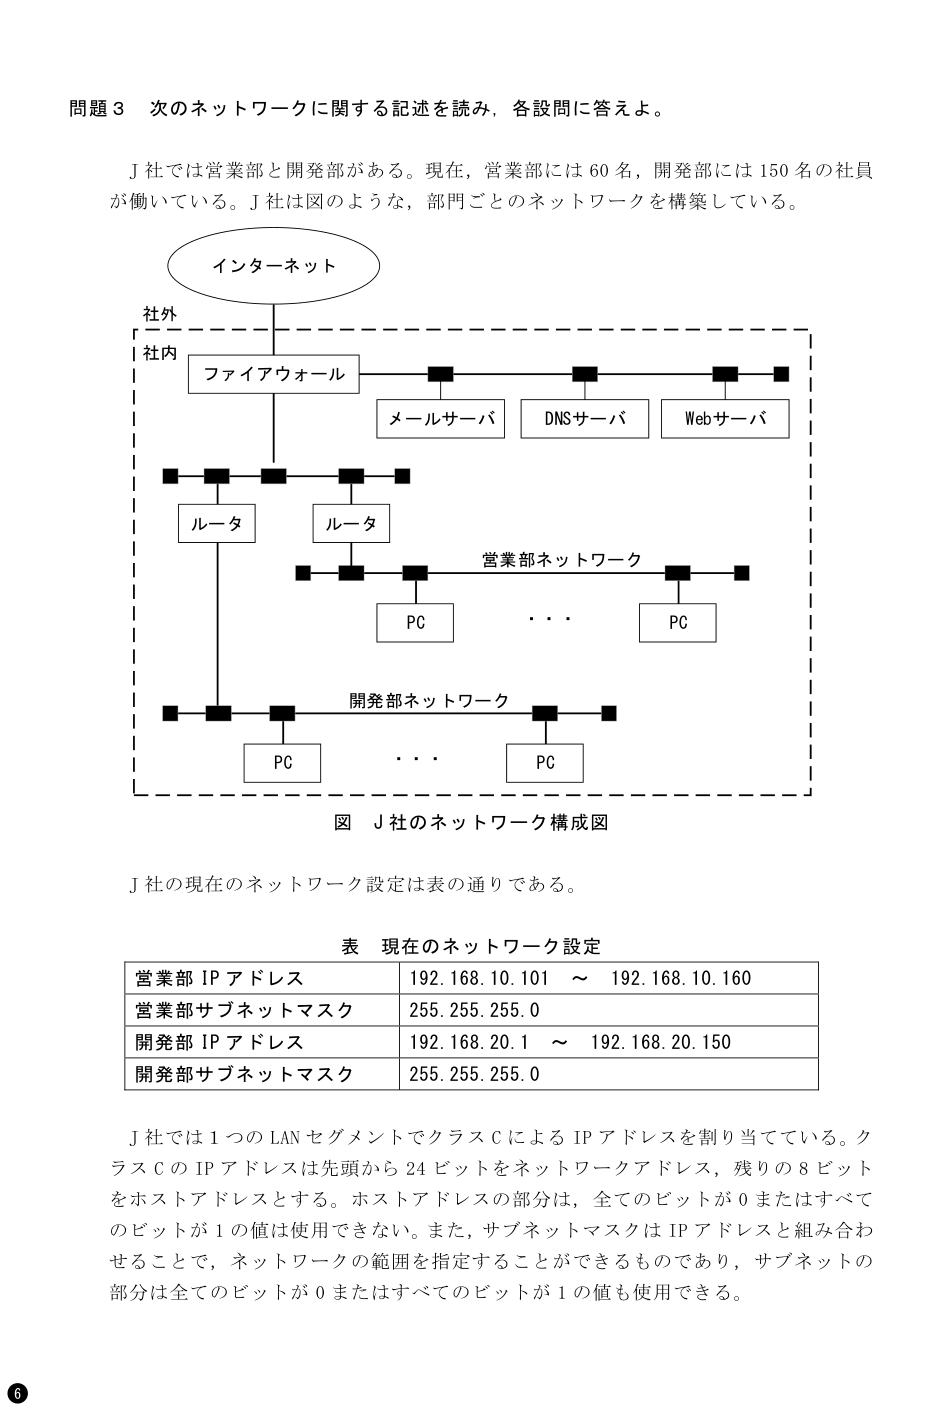 問題３　次のネットワークに関する記述を読み，各設問に答えよ。
Ｊ社では営業部と開発部がある。現在，営業部には 60 名，開発部には 150 名の社員
が働いている。Ｊ社は図のような，部門ごとのネットワークを構築している。
インターネット
社外
社内
ファイアウォール
メールサーバ
DNSサーバ
Webサーバ
ルータ
ルータ
営業部ネットワーク
PC
・・・
PC
開発部ネットワーク
PC
・・・
PC
図　Ｊ社のネットワーク構成図
Ｊ社の現在のネットワーク設定は表の通りである。
表　現在のネットワーク設定
営業部 IP アドレス　192.168.10.101　～　192.168.10.160
営業部サブネットマスク　255.255.255.0
開発部 IP アドレス　192.168.20.1　～　192.168.20.150
開発部サブネットマスク　255.255.255.0
Ｊ社では１つの LAN セグメントでクラス C による IP アドレスを割り当てている。ク
ラス C の IP アドレスは先頭から 24 ビットをネットワークアドレス，残りの 8 ビット
をホストアドレスとする。ホストアドレスの部分は，全てのビットが 0 またはすべて
のビットが 1 の値は使用できない。また，サブネットマスクは IP アドレスと組み合わ
せることで，ネットワークの範囲を指定することができるものであり，サブネットの
部分は全てのビットが 0 またはすべてのビットが 1 の値も使用できる。
6